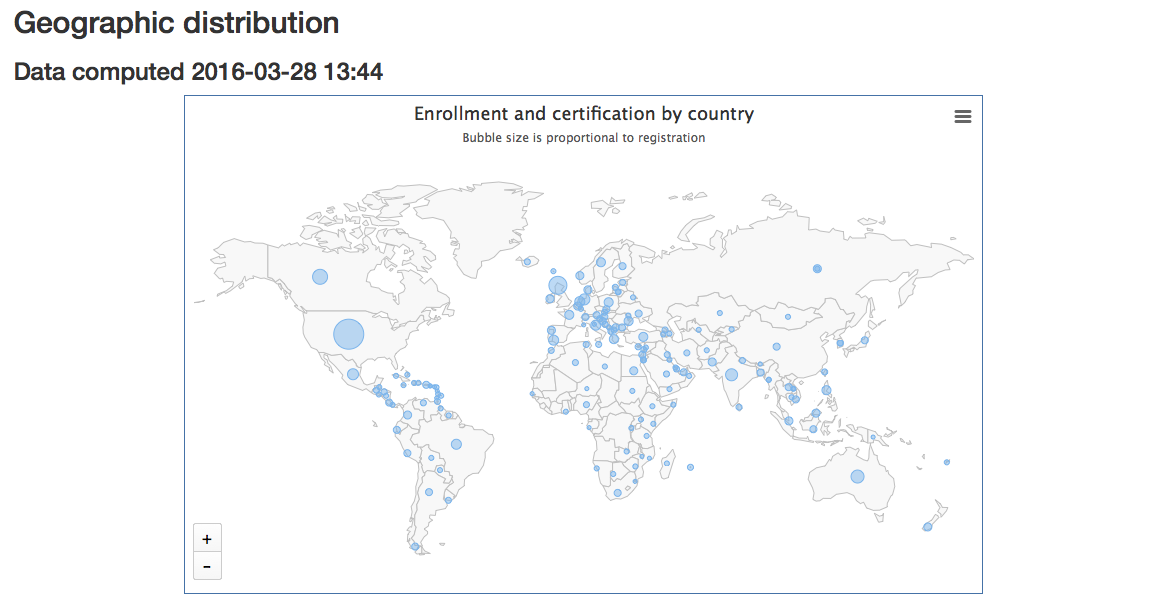 Geographic distribution
Data computed 2016-03-28 13:44
Enrollment and certification by country
Bubble size is proportional to registration
+
-